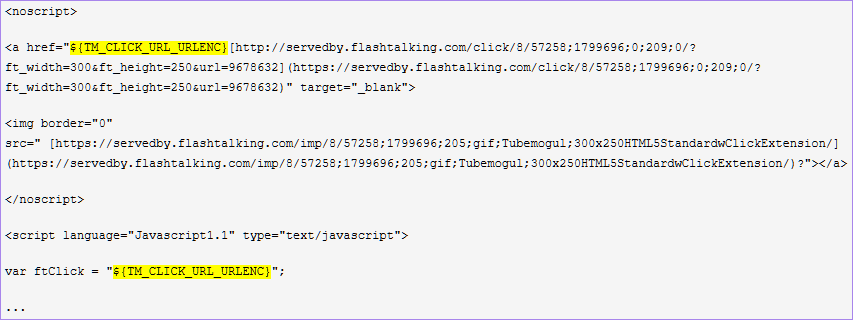 <noscript>
<a href="${TM_CLICK_URL_URLENC}[http://servedby.flashtalking.com/click/8/57258;1799696;0;209;0/?
ft_width=300&ft_height=250&url=9678632](https://servedby.flashtalking.com/click/8/57258;1799696;0;209;0/?
ft_width=300&ft_height=250&url=9678632)" target="_blank">
<img border="0"
src=" [https://servedby.flashtalking.com/imp/8/57258;1799696;205;gif;Tubemogul;300x250HTML5StandardwClickExtension/]
(https://servedby.flashtalking.com/imp/8/57258;1799696;205;gif;Tubemogul;300x250HTML5StandardwClickExtension/)?"></a>
</noscript>
<script language="Javascript1.1" type="text/javascript">
var ftClick = "${TM_CLICK_URL_URLENC}";
...